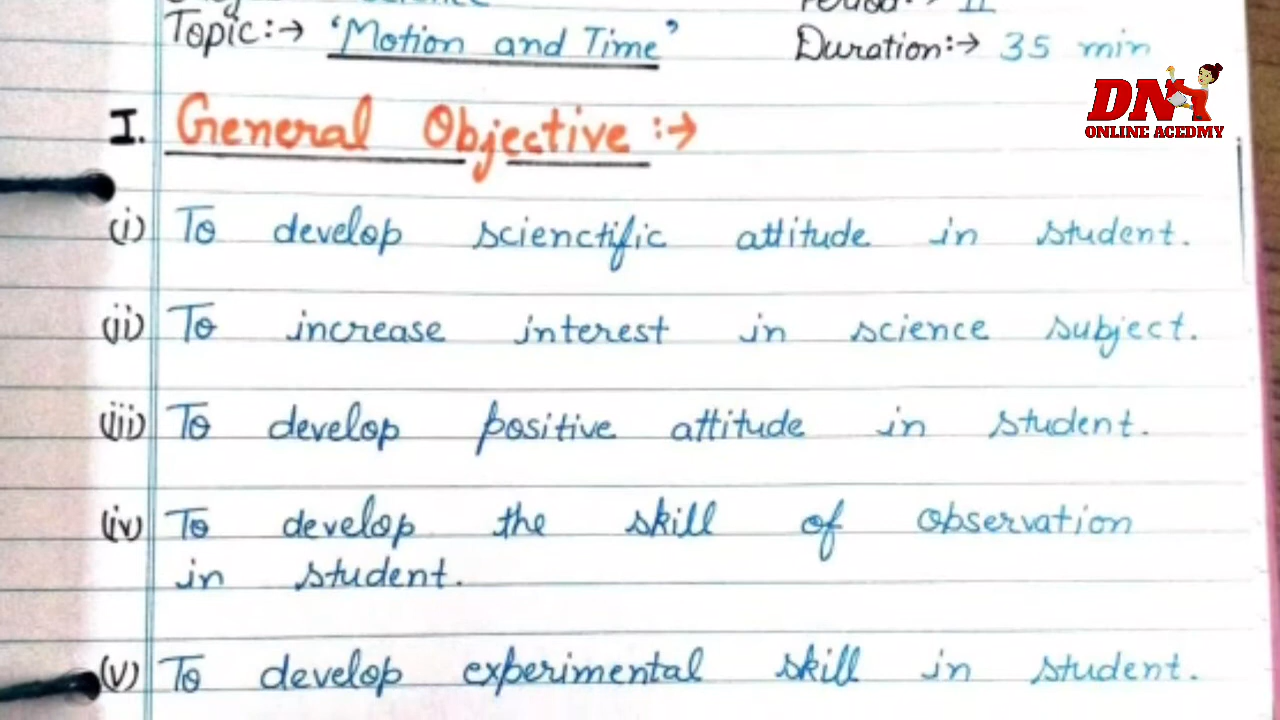 Topic:→ 'Motion and Time' Duration:→ 35 min
DNA
ONLINE ACEDMY
I. General Objective :→
(i) To develop scienctific attitude in student.
(ii) To increase interest in science subject.
(iii) To develop positive attitude in student.
(iv) To develop the skill of observation
in student.
(v) To develop experimental skill in student.